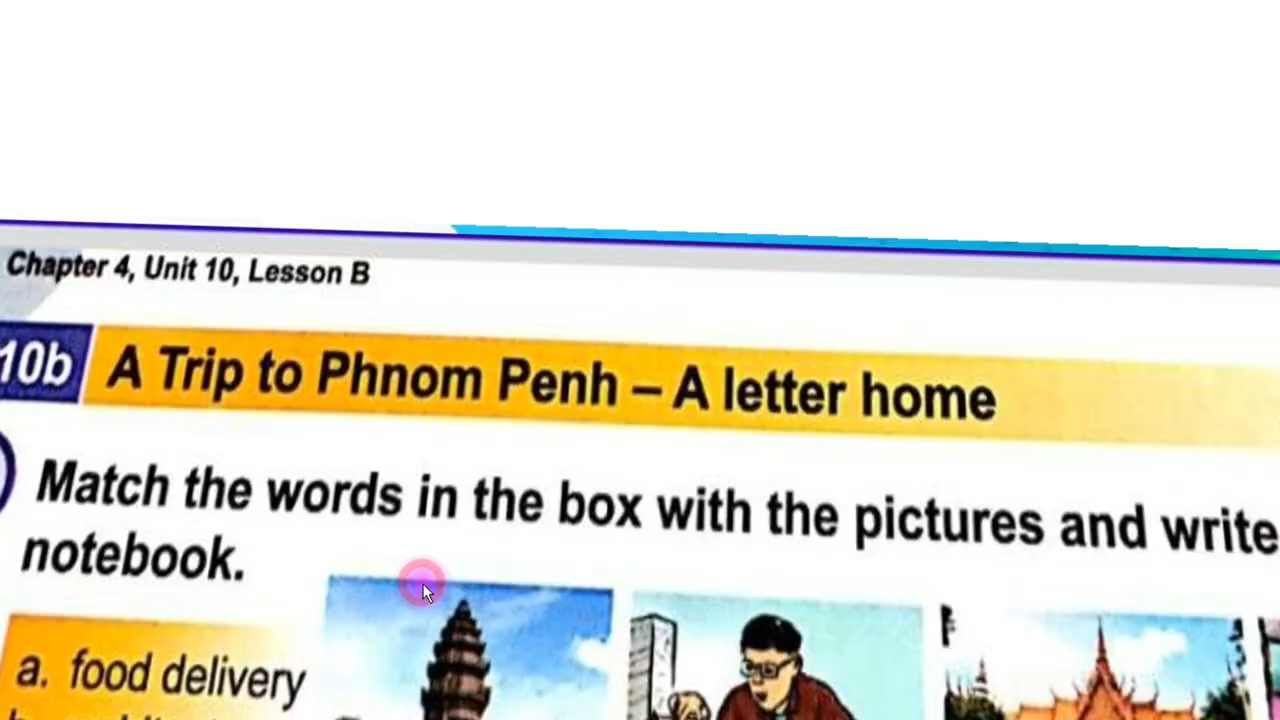 Chapter 4, Unit 10, Lesson B
10b A Trip to Phnom Penh – A letter home
Match the words in the box with the pictures and write
notebook.
a. food delivery